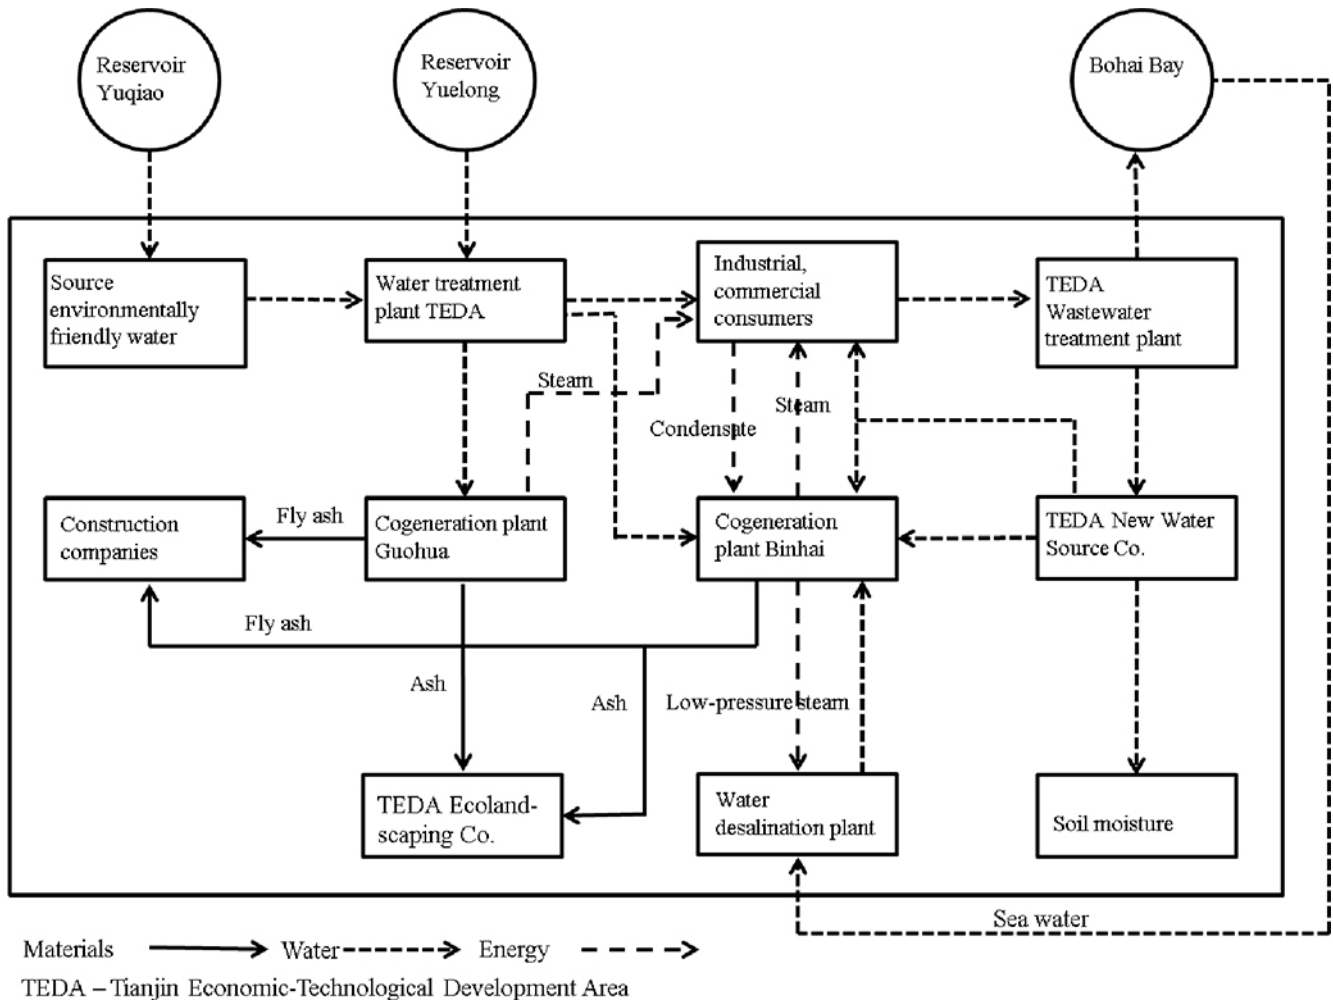 Reservoir
Yuqiao
Reservoir
Yuelong
Bohai Bay
Source
environmentally
friendly water
Water treatment
plant TEDA
Industrial,
commercial
consumers
TEDA
Wastewater
treatment plant
Steam
Condensate
Steam
Construction
companies
Fly ash
Cogeneration plant
Guohua
Cogeneration
plant Binhai
TEDA New Water
Source Co.
Fly ash
Ash
Ash
Low-pressure steam
TEDA Ecoland-
scaping Co.
Water
desalination plant
Soil moisture
Sea water
Materials Water Energy
TEDA – Tianjin Economic-Technological Development Area